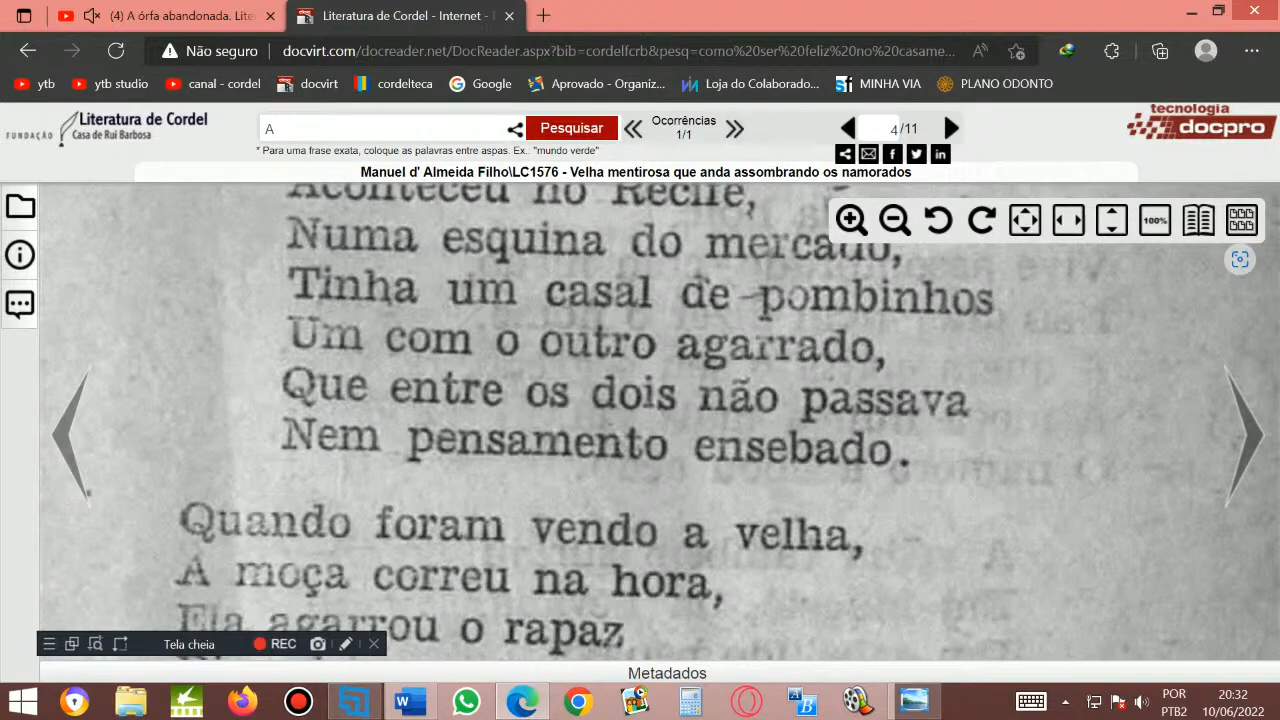 (4) A órfa abandonada. Lite
Literatura de Cordel - Internet -
Não seguro
docvirt.com/docreader.net/DocReader.aspx?bib=cordelfcrb&pesq=como%20ser%20feliz%20no%20casame...
ytb
ytb studio
canal - cordel
docvirt
cordelteca
Google
Aprovado - Organiz...
Loja do Colaborado...
MINHA VIA
PLANO ODONTO
FUNDAÇÃO
Literatura de Cordel
Casa de Rui Barbosa
A
Pesquisar
Ocorrências
1/1
4 /11
tecnologia
docpro
* Para uma frase exata, coloque as palavras entre aspas. Ex.. "mundo verde"
Manuel d' Almeida Filho\LC1576 - Velha mentirosa que anda assombrando os namorados
100%
Aconteceu no Recife,
Numa esquina do mercado,
Tinha um casal de pombinhos
Um com o outro agarrado,
Que entre os dois não passava
Nem pensamento ensebado.
Quando foram vendo a velha,
A moça correu na hora,
Ela agarrou o rapaz
Tela cheia
REC
Metadados
POR
PTB2
20:32
10/06/2022